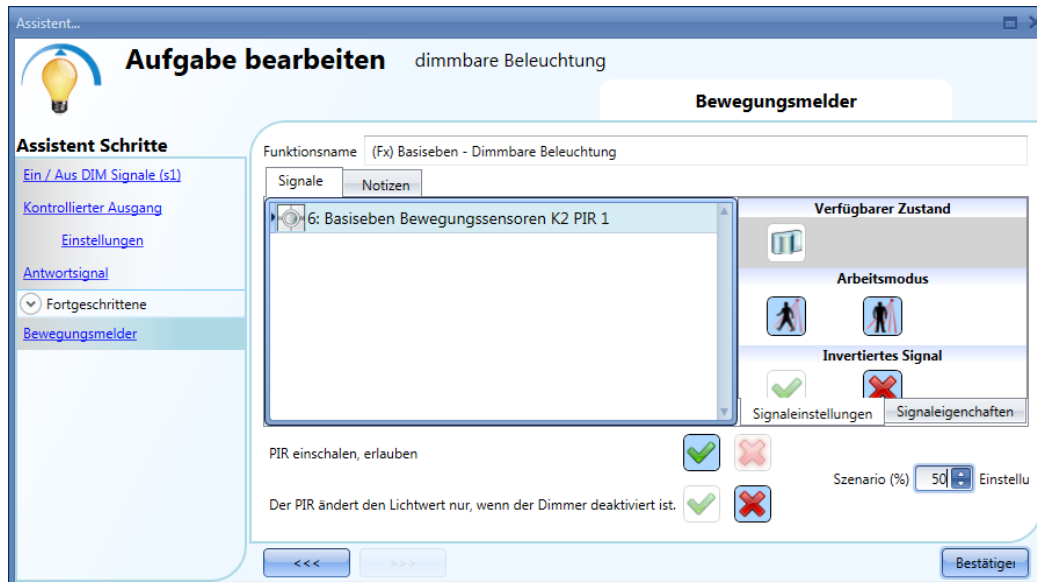 Assistent...
Aufgabe bearbeiten dimmbare Beleuchtung
Bewegungsmelder
Assistent Schritte
Ein / Aus DIM Signale (s1)
Kontrollierter Ausgang
Einstellungen
Antwortsignal
Fortgeschrittene
Bewegungsmelder
Funktionsname (Fx) Basiseben - Dimmbare Beleuchtung
Signale Notizen
6: Basiseben Bewegungssensoren K2 PIR 1
Verfügbarer Zustand
Arbeitsmodus
Invertiertes Signal
Signaleinstellungen Signaleigenchaften
PIR einschalen, erlauben
Szenario (%) 50 Einstellu
Der PIR ändert den Lichtwert nur, wenn der Dimmer deaktiviert ist.
<<< >>> Bestätiger